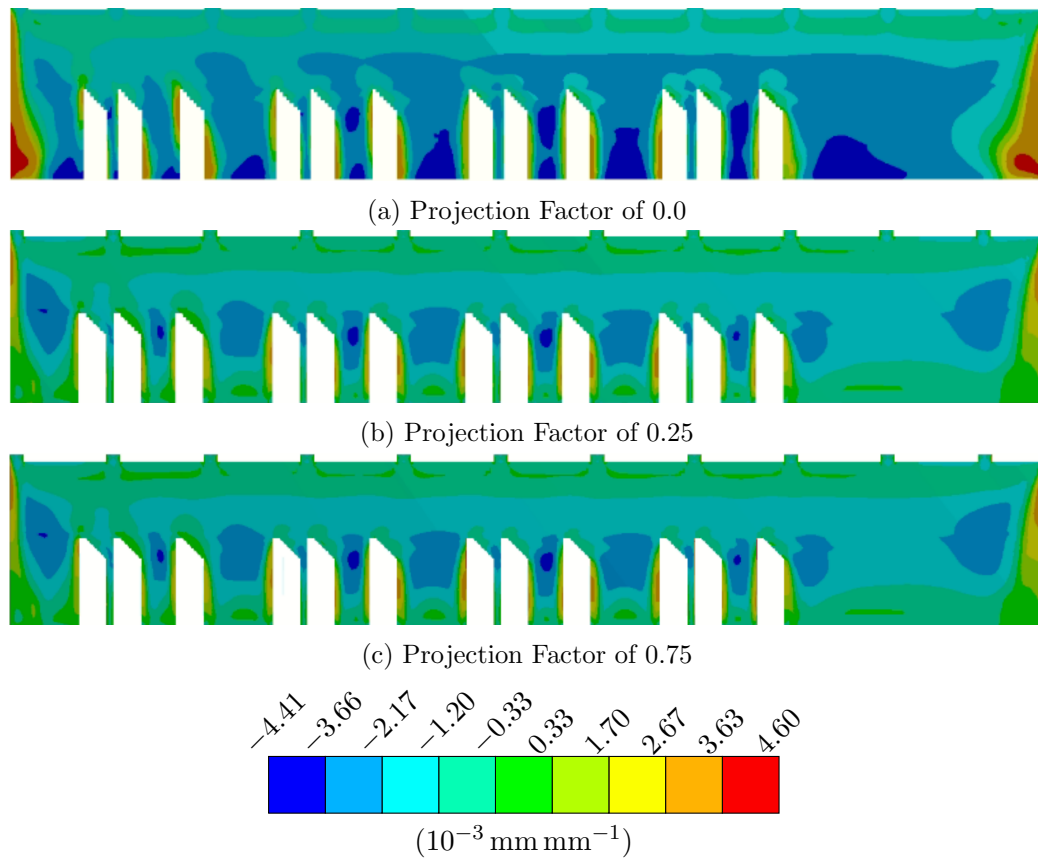 (a) Projection Factor of 0.0
(b) Projection Factor of 0.25
(c) Projection Factor of 0.75
−4.41 −3.66 −2.17 −1.20 −0.33 0.33 1.70 2.67 3.63 4.60
(10⁻³ mm mm⁻¹)